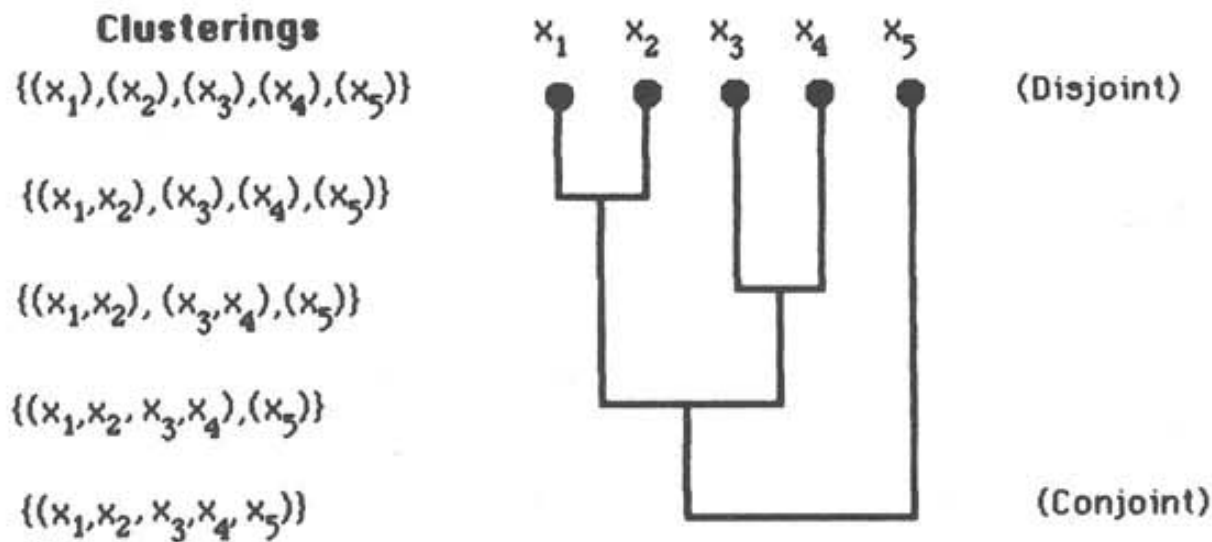 Clusterings
x₁ x₂ x₃ x₄ x₅
{(x₁),(x₂),(x₃),(x₄),(x₅)}
(Disjoint)
{(x₁,x₂),(x₃),(x₄),(x₅)}
{(x₁,x₂), (x₃,x₄),(x₅)}
{(x₁,x₂, x₃,x₄),(x₅)}
{(x₁,x₂, x₃,x₄, x₅)}
(Conjoint)